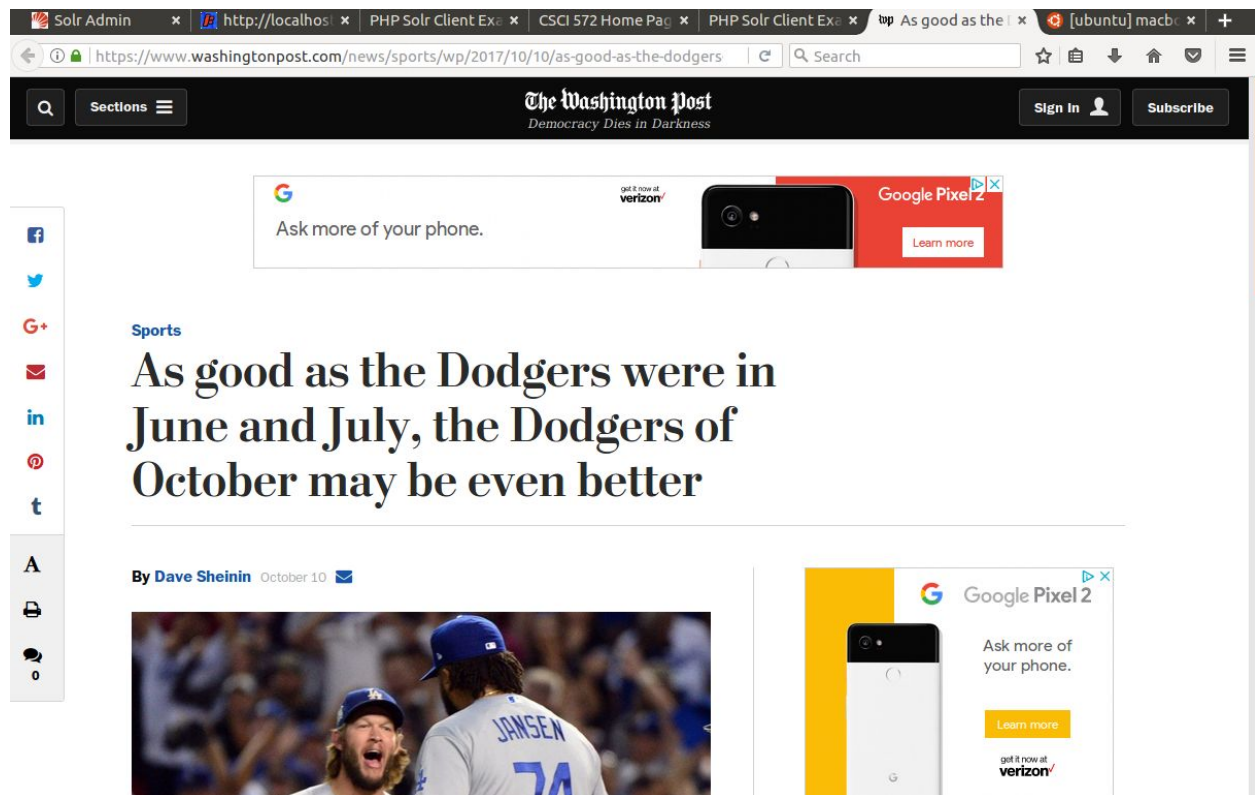 Solr Admin
http://localhost
PHP Solr Client Exa
CSCI 572 Home Pag
PHP Solr Client Exa
wp As good as the D
[ubuntu] macbo
https://www.washingtonpost.com/news/sports/wp/2017/10/10/as-good-as-the-dodgers
Search
Sections
The Washington Post
Democracy Dies in Darkness
Sign In
Subscribe
G
Ask more of your phone.
get it now at
verizon
Google Pixel 2
Learn more
f
G+
in
t
A
0
Sports
As good as the Dodgers were in
June and July, the Dodgers of
October may be even better
By Dave Sheinin October 10
JANSEN
74
G Google Pixel 2
Ask more of
your phone.
Learn more
get it now at
verizon
G